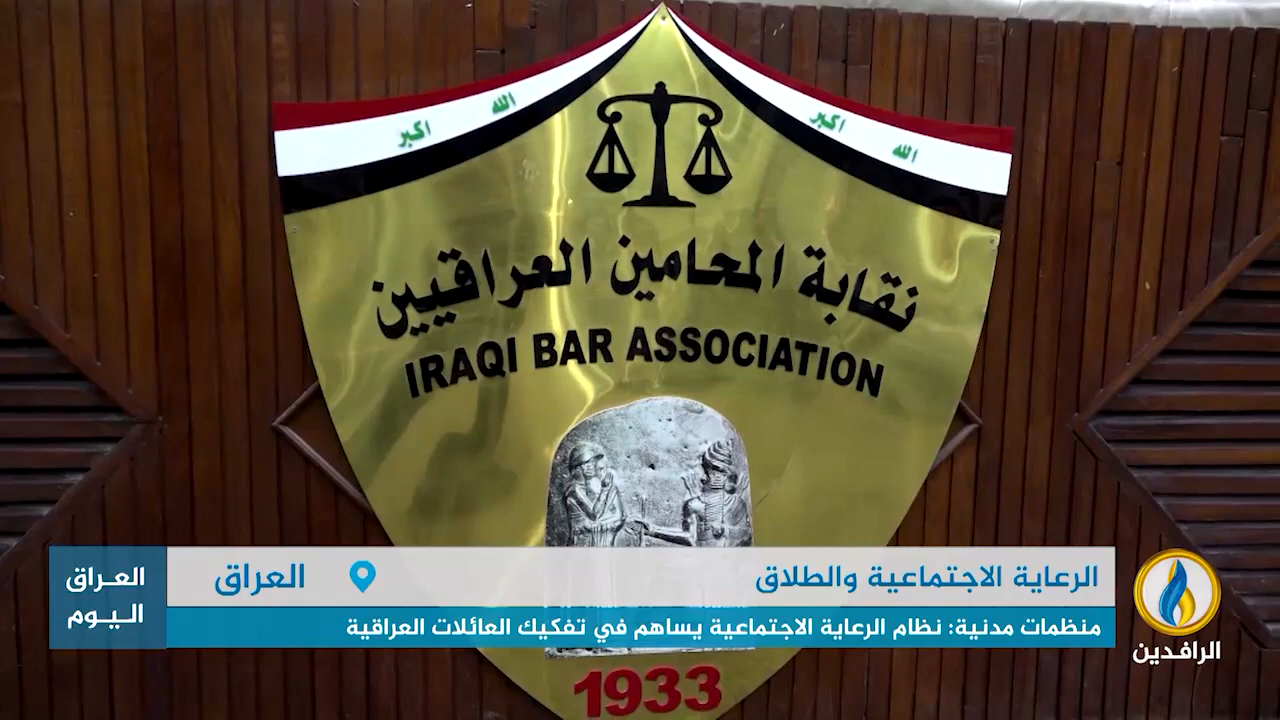 الله اكبر
الله اكبر
نقابة المحامين العراقيين
IRAQI BAR ASSOCIATION
الرعاية الاجتماعية والطلاق
العراق
العراق
اليوم
منظمات مدنية: نظام الرعاية الاجتماعية يساهم في تفكيك العائلات العراقية
الرافدين
1933